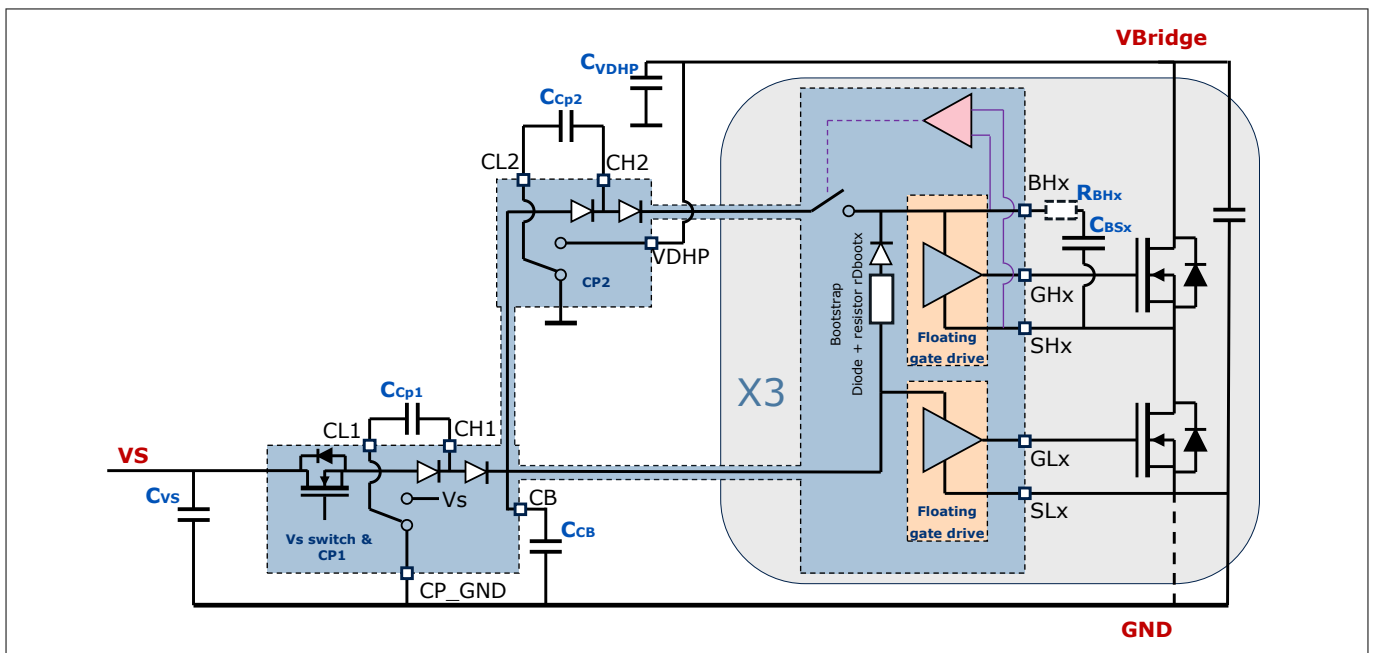 VBridge
CVDHP
CCp2
CL2
CH2
BHx
RBHx
CBSx
VDHP
CP2
GHx
Bootstrap
Diode + resistor rDbootx
Floating
gate drive
SHx
X3
CCp1
CL1
CH1
VS
GLx
CVS
Vs
CB
SLx
CCB
Vs switch &
CP1
Floating
gate drive
CP_GND
GND